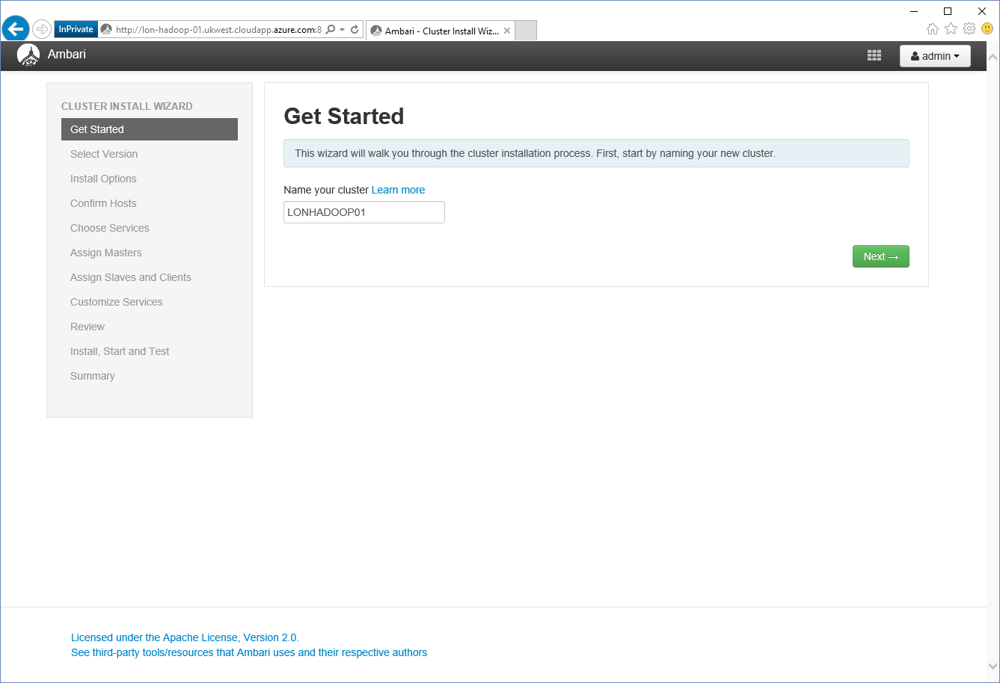 InPrivate
http://lon-hadoop-01.ukwest.cloudapp.azure.com:8
Ambari - Cluster Install Wiz...
Ambari
admin
CLUSTER INSTALL WIZARD
Get Started
Select Version
Install Options
Confirm Hosts
Choose Services
Assign Masters
Assign Slaves and Clients
Customize Services
Review
Install, Start and Test
Summary
Get Started
This wizard will walk you through the cluster installation process. First, start by naming your new cluster.
Name your cluster Learn more
LONHADOOP01
Next →
Licensed under the Apache License, Version 2.0.
See third-party tools/resources that Ambari uses and their respective authors